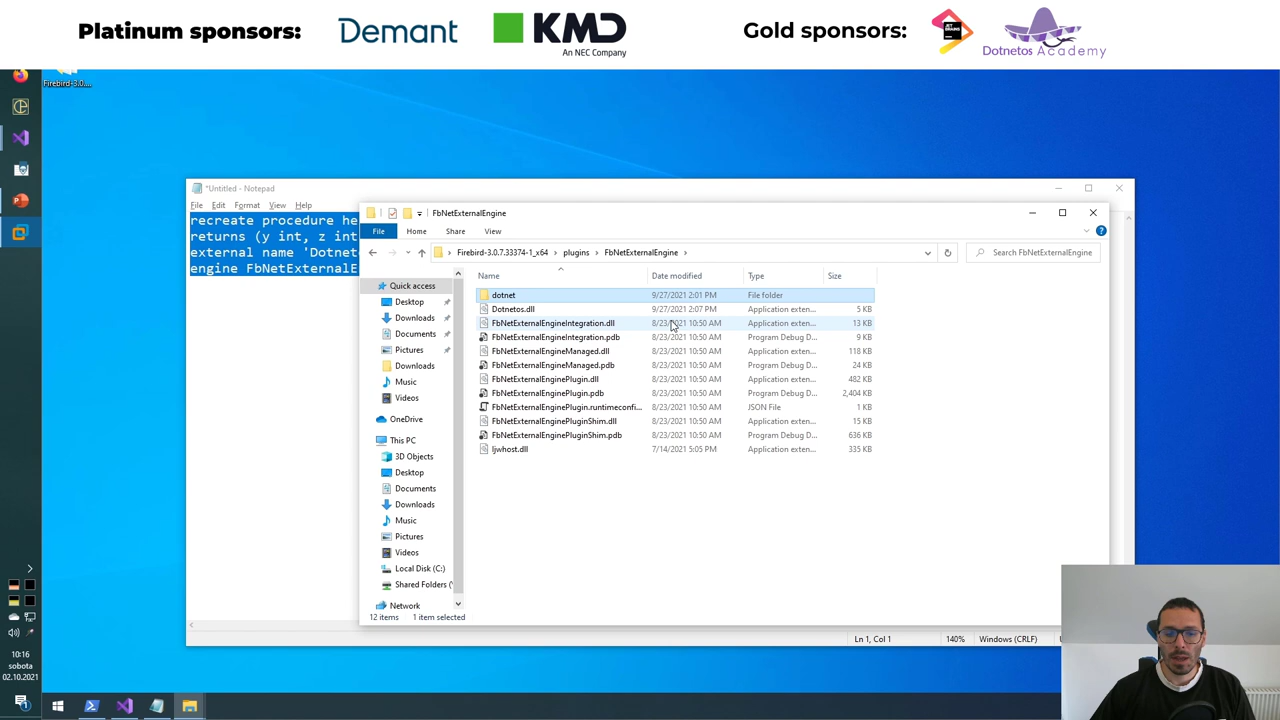 Platinum sponsors:
Demant
KMD
An NEC Company
Gold sponsors:
JET
BRAINS
Dotnetos Academy
Firebird-3.0....
*Untitled - Notepad
File Edit Format View Help
recreate procedure he
returns (y int, z int
external name 'Dotnet
engine FbNetExternalE
FbNetExternalEngine
File Home Share View
Firebird-3.0.7.33374-1_x64 > plugins > FbNetExternalEngine >
Search FbNetExternalEngine
Name Date modified Type Size
Quick access
Desktop
Downloads
Documents
Pictures
Downloads
Music
Videos
OneDrive
This PC
3D Objects
Desktop
Documents
Downloads
Music
Pictures
Videos
Local Disk (C:)
Shared Folders (
Network
dotnet 9/27/2021 2:01 PM File folder
Dotnetos.dll 9/27/2021 2:07 PM Application exten... 5 KB
FbNetExternalEngineIntegration.dll 8/23/2021 10:50 AM Application exten... 13 KB
FbNetExternalEngineIntegration.pdb 8/23/2021 10:50 AM Program Debug D... 9 KB
FbNetExternalEngineManaged.dll 8/23/2021 10:50 AM Application exten... 118 KB
FbNetExternalEngineManaged.pdb 8/23/2021 10:50 AM Program Debug D... 24 KB
FbNetExternalEnginePlugin.dll 8/23/2021 10:50 AM Application exten... 482 KB
FbNetExternalEnginePlugin.pdb 8/23/2021 10:50 AM Program Debug D... 2,404 KB
FbNetExternalEnginePlugin.runtimeconfi... 8/23/2021 10:50 AM JSON File 1 KB
FbNetExternalEnginePluginShim.dll 8/23/2021 10:50 AM Application exten... 15 KB
FbNetExternalEnginePluginShim.pdb 8/23/2021 10:50 AM Program Debug D... 636 KB
Ijwhost.dll 7/14/2021 5:05 PM Application exten... 335 KB
12 items 1 item selected
Ln 1, Col 1 140% Windows (CRLF)
10:16
sobota
02.10.2021